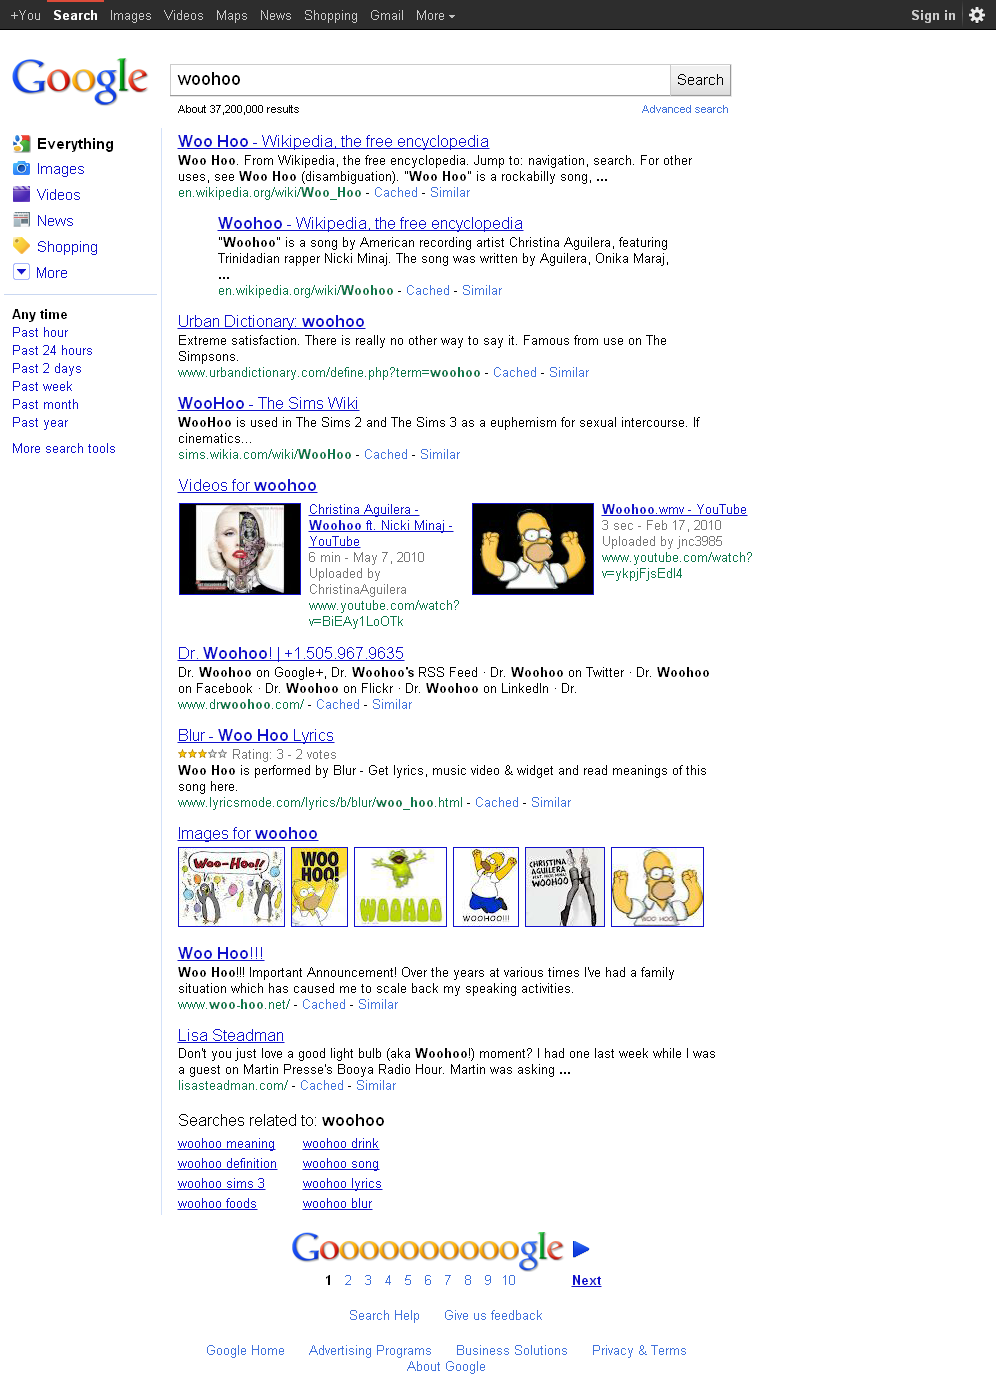 +You Search Images Videos Maps News Shopping Gmail More Sign in
Google
woohoo Search
About 37,200,000 results Advanced search
Everything
Images
Videos
News
Shopping
More
Any time
Past hour
Past 24 hours
Past 2 days
Past week
Past month
Past year
More search tools
Woo Hoo - Wikipedia, the free encyclopedia
Woo Hoo. From Wikipedia, the free encyclopedia. Jump to: navigation, search. For other
uses, see Woo Hoo (disambiguation). "Woo Hoo" is a rockabilly song, ...
en.wikipedia.org/wiki/Woo_Hoo - Cached - Similar
Woohoo - Wikipedia, the free encyclopedia
"Woohoo" is a song by American recording artist Christina Aguilera, featuring
Trinidadian rapper Nicki Minaj. The song was written by Aguilera, Onika Maraj,
...
en.wikipedia.org/wiki/Woohoo - Cached - Similar
Urban Dictionary: woohoo
Extreme satisfaction. There is really no other way to say it. Famous from use on The
Simpsons.
www.urbandictionary.com/define.php?term=woohoo - Cached - Similar
WooHoo - The Sims Wiki
WooHoo is used in The Sims 2 and The Sims 3 as a euphemism for sexual intercourse. If
cinematics...
sims.wikia.com/wiki/WooHoo - Cached - Similar
Videos for woohoo
Christina Aguilera -
Woohoo ft. Nicki Minaj -
YouTube
6 min - May 7, 2010
Uploaded by
ChristinaAguilera
www.youtube.com/watch?
v=BiEAy1LoOTk
Woohoo.wmv - YouTube
3 sec - Feb 17, 2010
Uploaded by jnc3985
www.youtube.com/watch?
v=ykpjFjsEdI4
Dr. Woohoo! | +1.505.967.9635
Dr. Woohoo on Google+, Dr. Woohoo's RSS Feed · Dr. Woohoo on Twitter · Dr. Woohoo
on Facebook · Dr. Woohoo on Flickr · Dr. Woohoo on LinkedIn · Dr.
www.drwoohoo.com/ - Cached - Similar
Blur - Woo Hoo Lyrics
Rating: 3 - 2 votes
Woo Hoo is performed by Blur - Get lyrics, music video & widget and read meanings of this
song here.
www.lyricsmode.com/lyrics/b/blur/woo_hoo.html - Cached - Similar
Images for woohoo
Woo-Hoo!!
WOO
HOO!
WOOHOO
WOOHOO!!!
CHRISTINA
AGUILERA
WOOHOO
WOO HOO
Woo Hoo!!!
Woo Hoo!!! Important Announcement! Over the years at various times I've had a family
situation which has caused me to scale back my speaking activities.
www.woo-hoo.net/ - Cached - Similar
Lisa Steadman
Don't you just love a good light bulb (aka Woohoo!) moment? I had one last week while I was
a guest on Martin Presse's Booya Radio Hour. Martin was asking ...
lisasteadman.com/ - Cached - Similar
Searches related to: woohoo
woohoo meaning woohoo drink
woohoo definition woohoo song
woohoo sims 3 woohoo lyrics
woohoo foods woohoo blur
Goooooooooogle
1 2 3 4 5 6 7 8 9 10 Next
Search Help Give us feedback
Google Home Advertising Programs Business Solutions Privacy & Terms
About Google